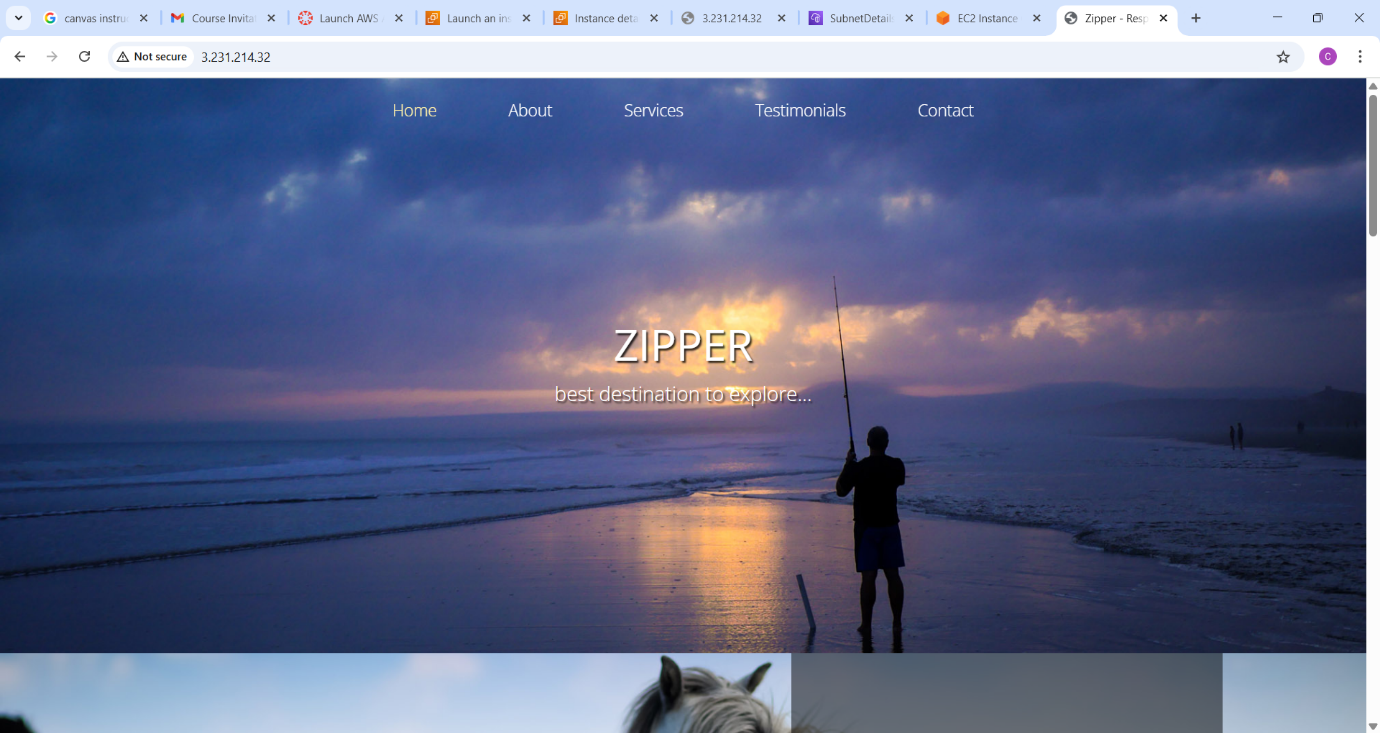 canvas instru
Course Invita
Launch AWS
Launch an ins
Instance deta
3.231.214.32
SubnetDetail
EC2 Instance
Zipper - Resp
Not secure
3.231.214.32
C
Home
About
Services
Testimonials
Contact
ZIPPER
best destination to explore...